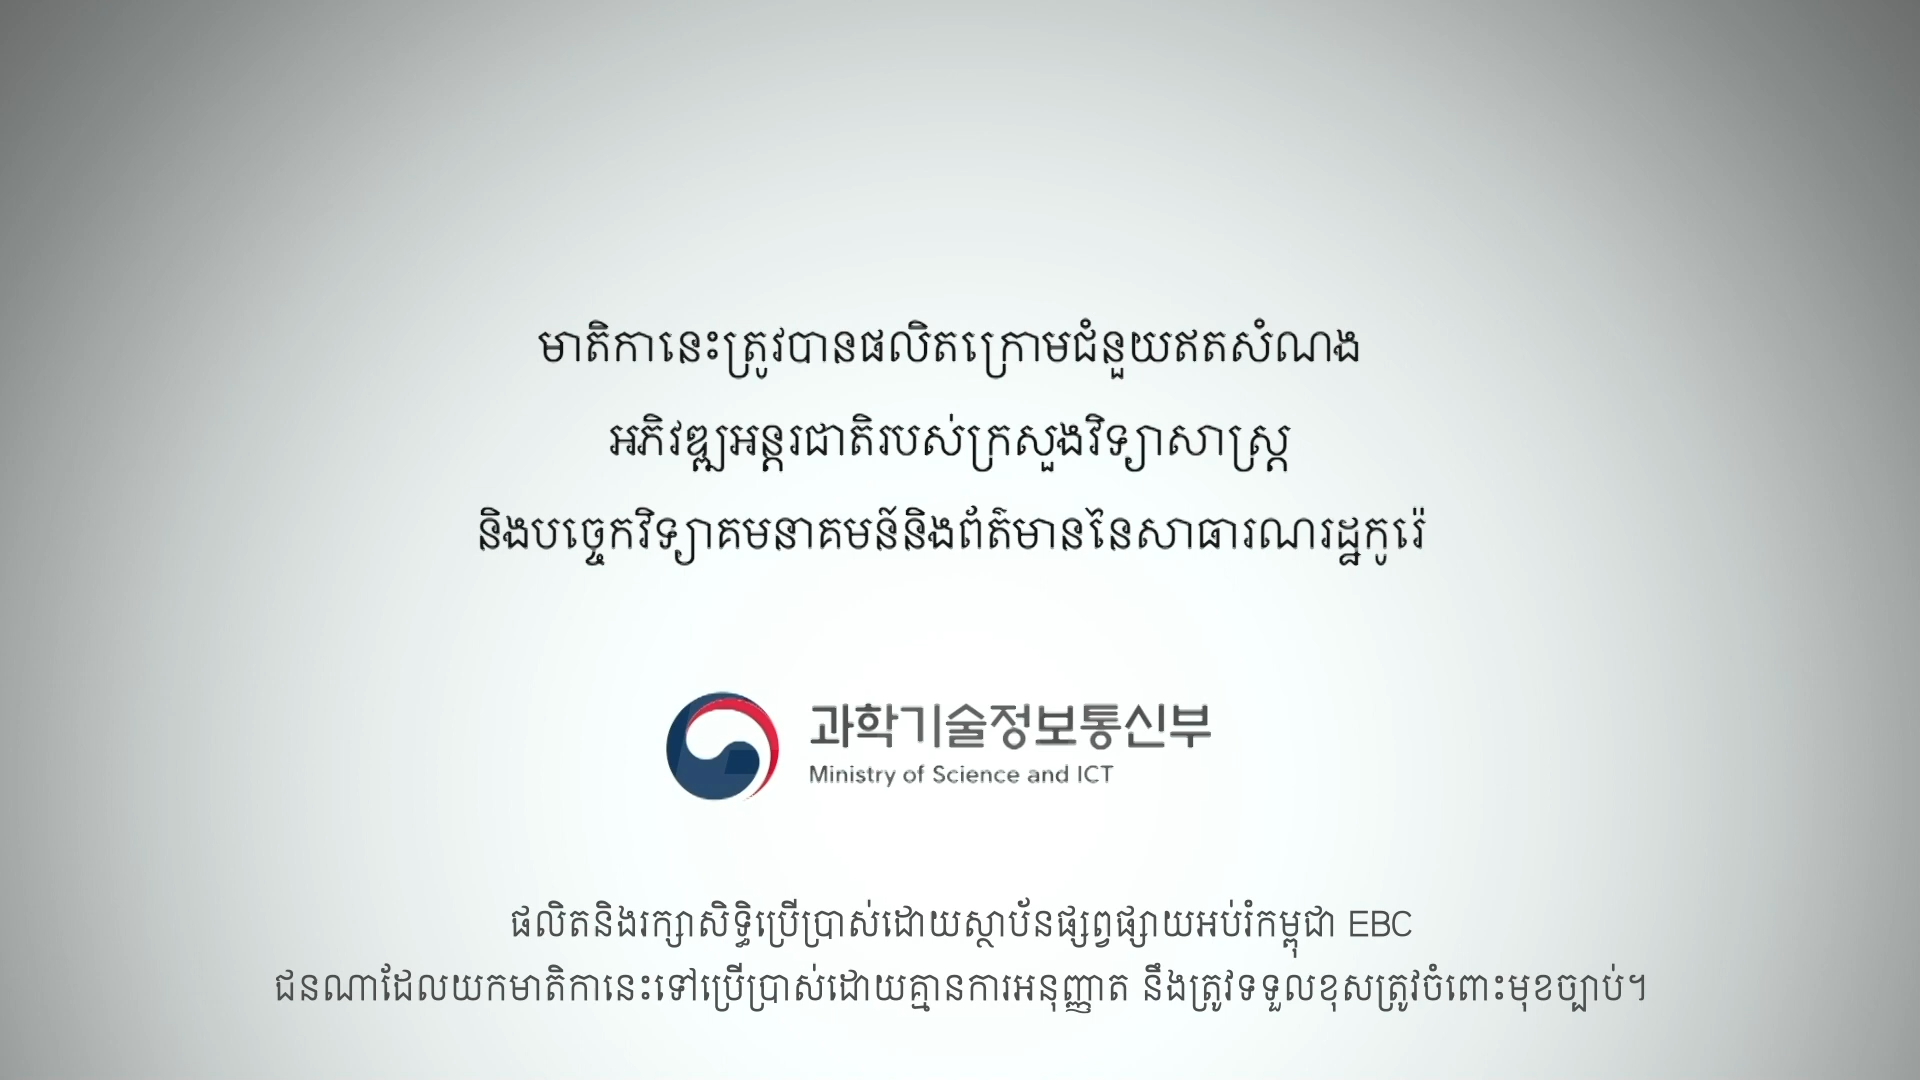 មាតិកានេះត្រូវបានផលិតក្រោមជំនួយឥតសំណង
អភិវឌ្ឍអន្តរជាតិរបស់ក្រសួងវិទ្យាសាស្ត្រ
និងបច្ចេកវិទ្យាគមនាគមន៍និងព័ត៌មាននៃសាធារណរដ្ឋកូរ៉េ
과학기술정보통신부
Ministry of Science and ICT
ផលិតនិងរក្សាសិទ្ធិប្រើប្រាស់ដោយស្ថាប័នផ្សព្វផ្សាយអប់រំកម្ពុជា EBC
ជនណាដែលយកមាតិកានេះទៅប្រើប្រាស់ដោយគ្មានការអនុញ្ញាត នឹងត្រូវទទួលខុសត្រូវចំពោះមុខច្បាប់។